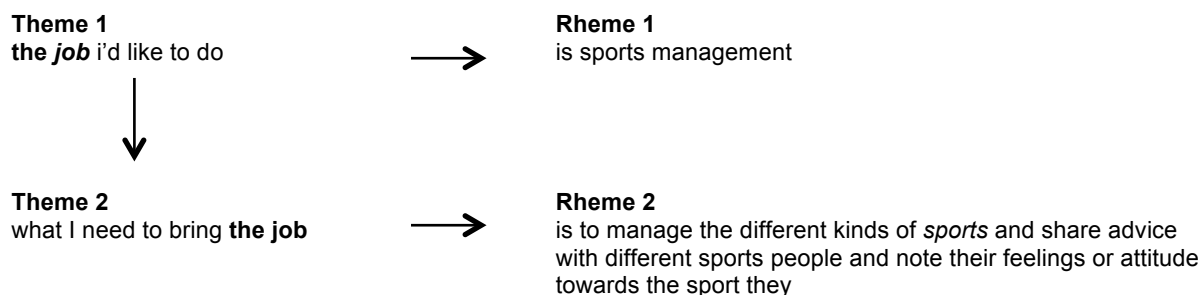 Theme 1
the job i'd like to do
Rheme 1
is sports management
Theme 2
what I need to bring the job
Rheme 2
is to manage the different kinds of sports and share advice
with different sports people and note their feelings or attitude
towards the sport they